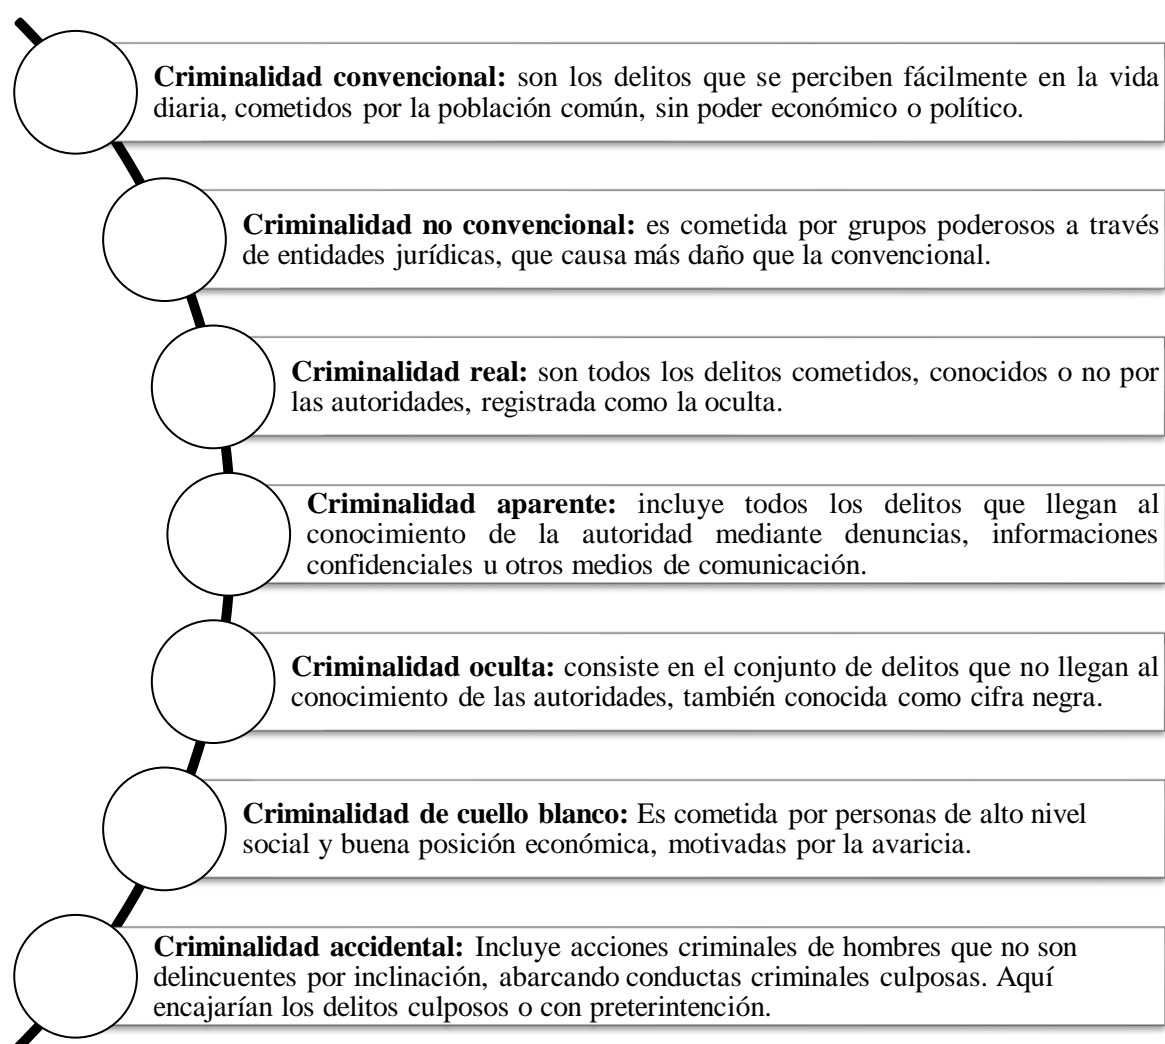 Criminalidad convencional: son los delitos que se perciben fácilmente en la vida
diaria, cometidos por la población común, sin poder económico o político.
Criminalidad no convencional: es cometida por grupos poderosos a través
de entidades jurídicas, que causa más daño que la convencional.
Criminalidad real: son todos los delitos cometidos, conocidos o no por
las autoridades, registrada como la oculta.
Criminalidad aparente: incluye todos los delitos que llegan al
conocimiento de la autoridad mediante denuncias, informaciones
confidenciales u otros medios de comunicación.
Criminalidad oculta: consiste en el conjunto de delitos que no llegan al
conocimiento de las autoridades, también conocida como cifra negra.
Criminalidad de cuello blanco: Es cometida por personas de alto nivel
social y buena posición económica, motivadas por la avaricia.
Criminalidad accidental: Incluye acciones criminales de hombres que no son
delincuentes por inclinación, abarcando conductas criminales culposas. Aquí
encajarían los delitos culposos o con preterintención.